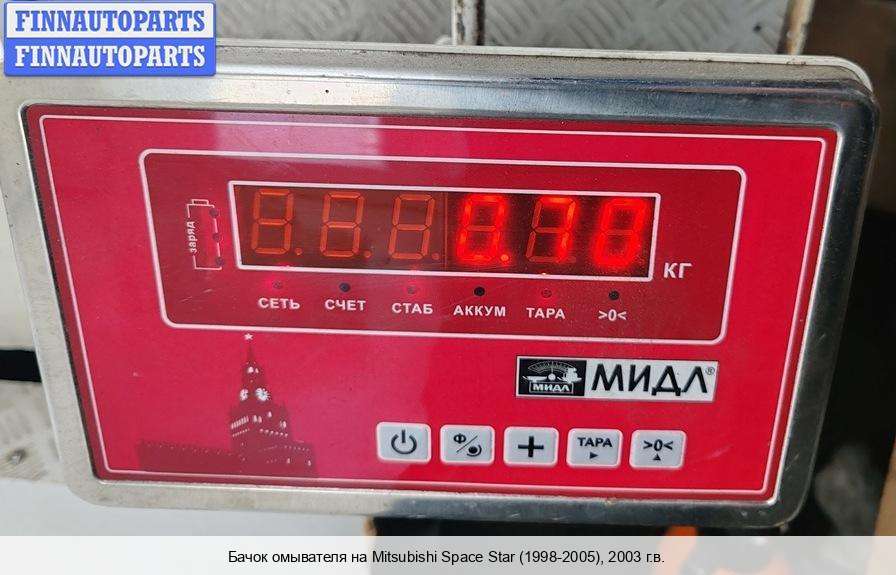 FINNAUTOPARTS
FINNAUTOPARTS
заряд
0.70
КГ
СЕТЬ СЧЕТ СТАБ АККУМ ТАРА >0<
МИДЛ МИДЛ®
Ф ТАРА >0<
Бачок омывателя на Mitsubishi Space Star (1998-2005), 2003 г.в.